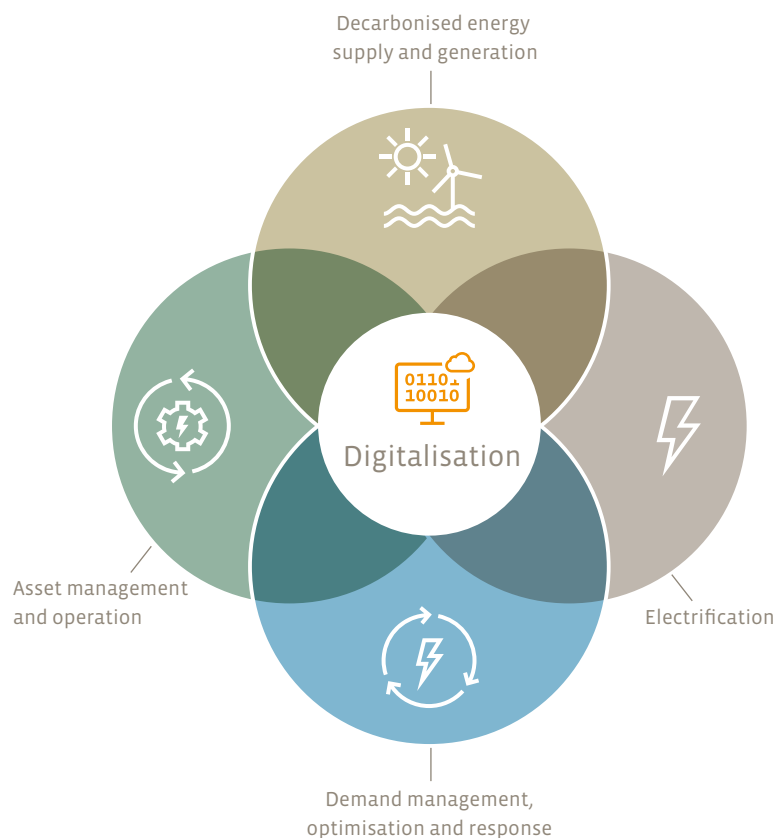 Decarbonised energy
supply and generation
01101
10010
Digitalisation
Asset management
and operation
Electrification
Demand management,
optimisation and response